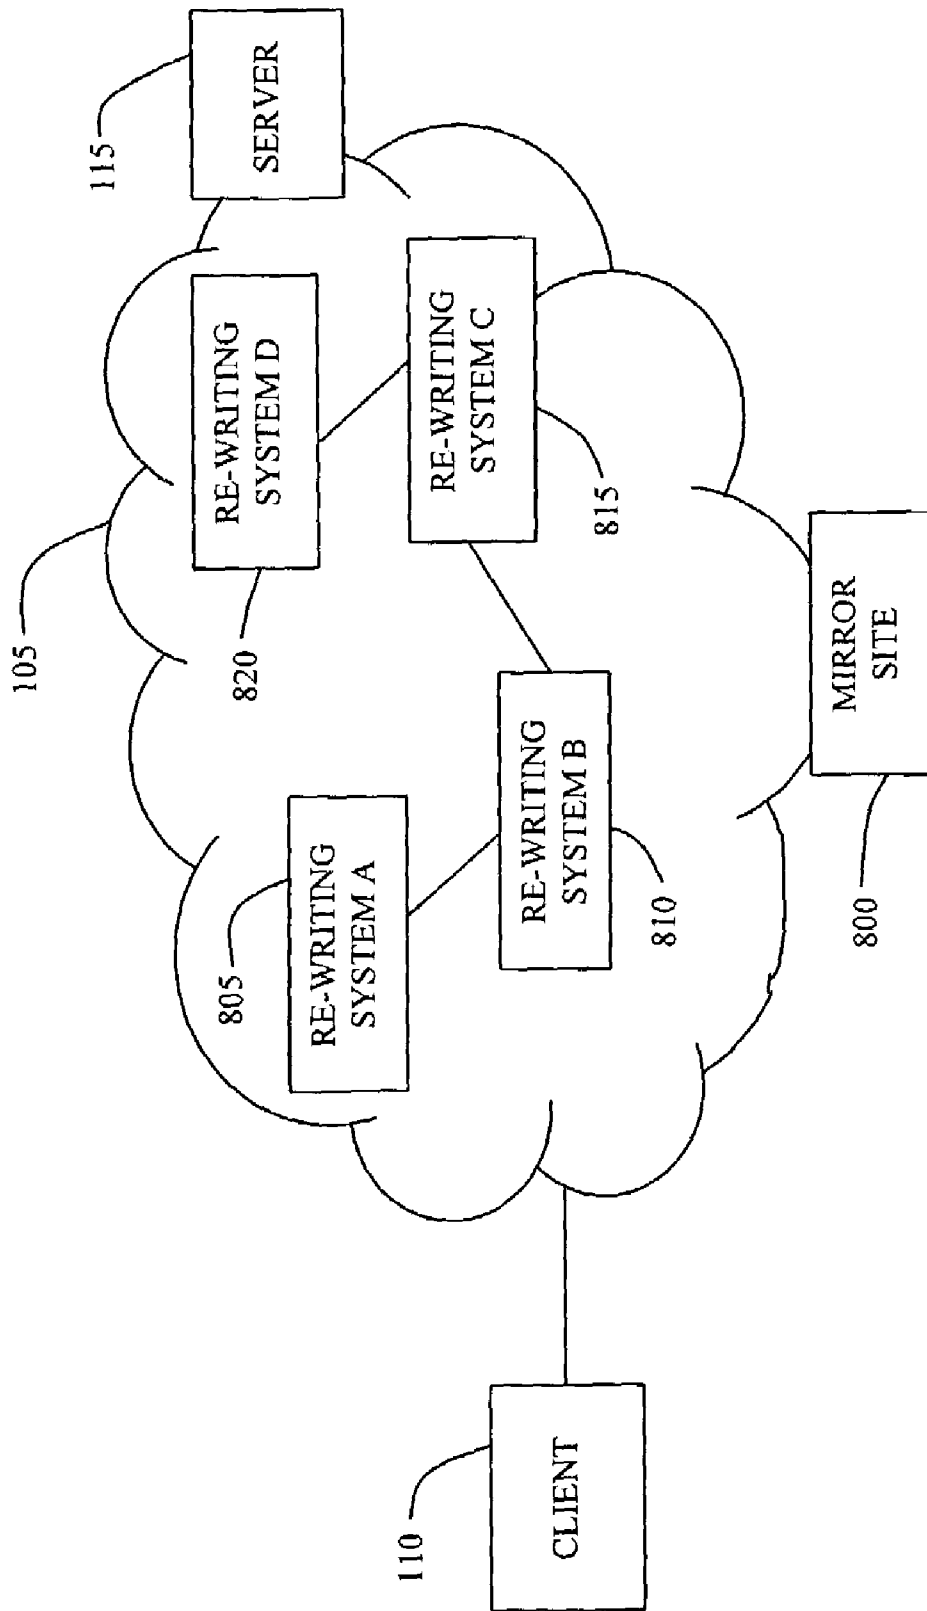 105
115
SERVER
820
RE-WRITING
SYSTEM D
805
RE-WRITING
SYSTEM A
RE-WRITING
SYSTEM C
815
110
CLIENT
RE-WRITING
SYSTEM B
810
800
MIRROR
SITE